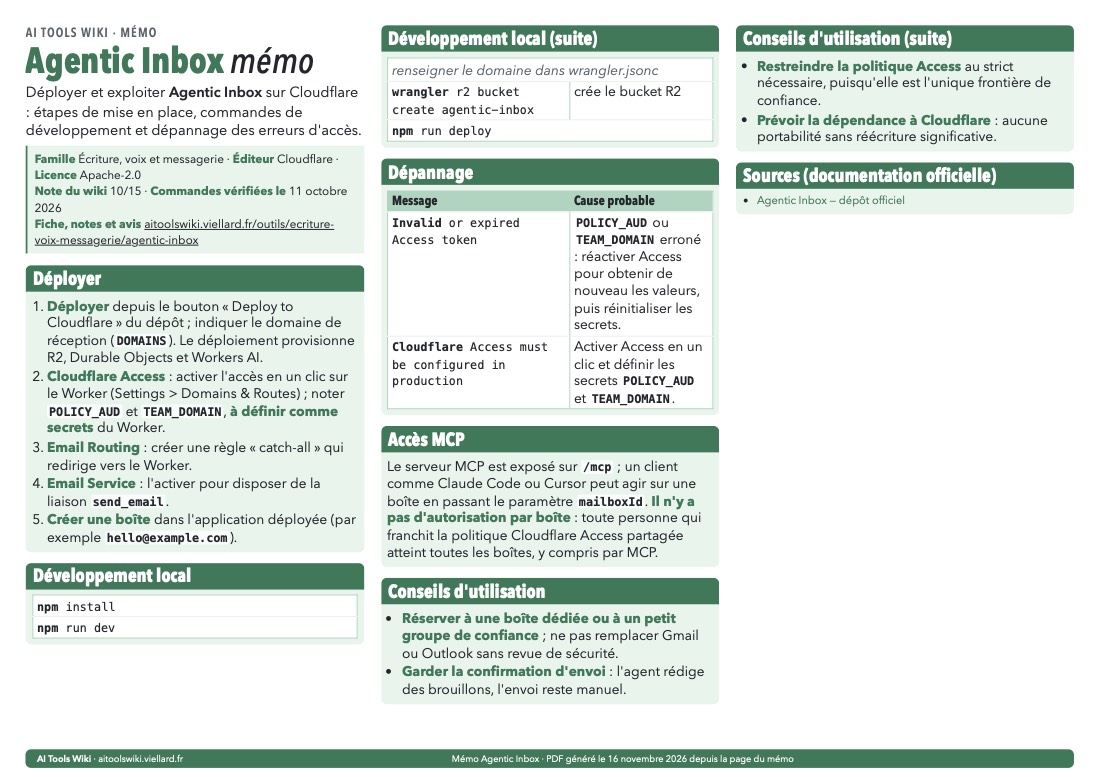 AI TOOLS WIKI · MÉMO
Agentic Inbox mémo
Déployer et exploiter Agentic Inbox sur Cloudflare
: étapes de mise en place, commandes de
développement et dépannage des erreurs d'accès.
Famille Écriture, voix et messagerie · Éditeur Cloudflare ·
Licence Apache-2.0
Note du wiki 10/15 · Commandes vérifiées le 11 octobre
2026
Fiche, notes et avis aitoolswiki.viellard.fr/outils/ecriture-
voix-messagerie/agentic-inbox
Déployer
1. Déployer depuis le bouton « Deploy to
Cloudflare » du dépôt ; indiquer le domaine de
réception (DOMAINS). Le déploiement provisionne
R2, Durable Objects et Workers AI.
2. Cloudflare Access : activer l'accès en un clic sur
le Worker (Settings > Domains & Routes) ; noter
POLICY_AUD et TEAM_DOMAIN, à définir comme
secrets du Worker.
3. Email Routing : créer une règle « catch-all » qui
redirige vers le Worker.
4. Email Service : l'activer pour disposer de la
liaison send_email.
5. Créer une boîte dans l'application déployée (par
exemple hello@example.com).
Développement local
npm install
npm run dev
Développement local (suite)
renseigner le domaine dans wrangler.jsonc
wrangler r2 bucket crée le bucket R2
create agentic-inbox
npm run deploy
Dépannage
Message Cause probable
Invalid or expired
Access token
POLICY_AUD ou
TEAM_DOMAIN erroné
: réactiver Access
pour obtenir de
nouveau les valeurs,
puis réinitialiser les
secrets.
Cloudflare Access must
be configured in
production
Activer Access en un
clic et définir les
secrets POLICY_AUD
et TEAM_DOMAIN.
Accès MCP
Le serveur MCP est exposé sur /mcp ; un client
comme Claude Code ou Cursor peut agir sur une
boîte en passant le paramètre mailboxId. Il n'y a
pas d'autorisation par boîte : toute personne qui
franchit la politique Cloudflare Access partagée
atteint toutes les boîtes, y compris par MCP.
Conseils d'utilisation
• Réserver à une boîte dédiée ou à un petit
groupe de confiance ; ne pas remplacer Gmail
ou Outlook sans revue de sécurité.
• Garder la confirmation d'envoi : l'agent rédige
des brouillons, l'envoi reste manuel.
Conseils d'utilisation (suite)
• Restreindre la politique Access au strict
nécessaire, puisqu'elle est l'unique frontière de
confiance.
• Prévoir la dépendance à Cloudflare : aucune
portabilité sans réécriture significative.
Sources (documentation officielle)
• Agentic Inbox — dépôt officiel
AI Tools Wiki · aitoolswiki.viellard.fr
Mémo Agentic Inbox · PDF généré le 16 novembre 2026 depuis la page du mémo